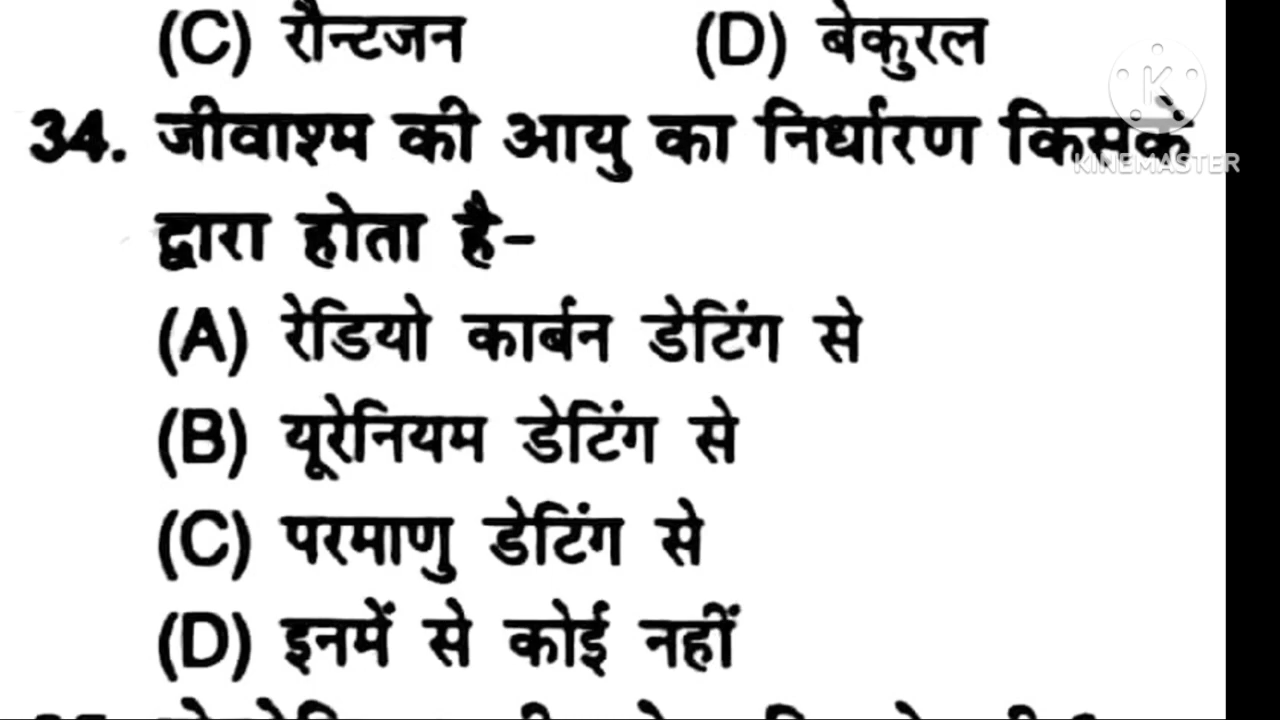 (C) रौन्टजन (D) बेकुरल
34. जीवाश्म की आयु का निर्धारण किसके
द्वारा होता है-
(A) रेडियो कार्बन डेटिंग से
(B) यूरेनियम डेटिंग से
(C) परमाणु डेटिंग से
(D) इनमें से कोई नहीं
KINEMASTER